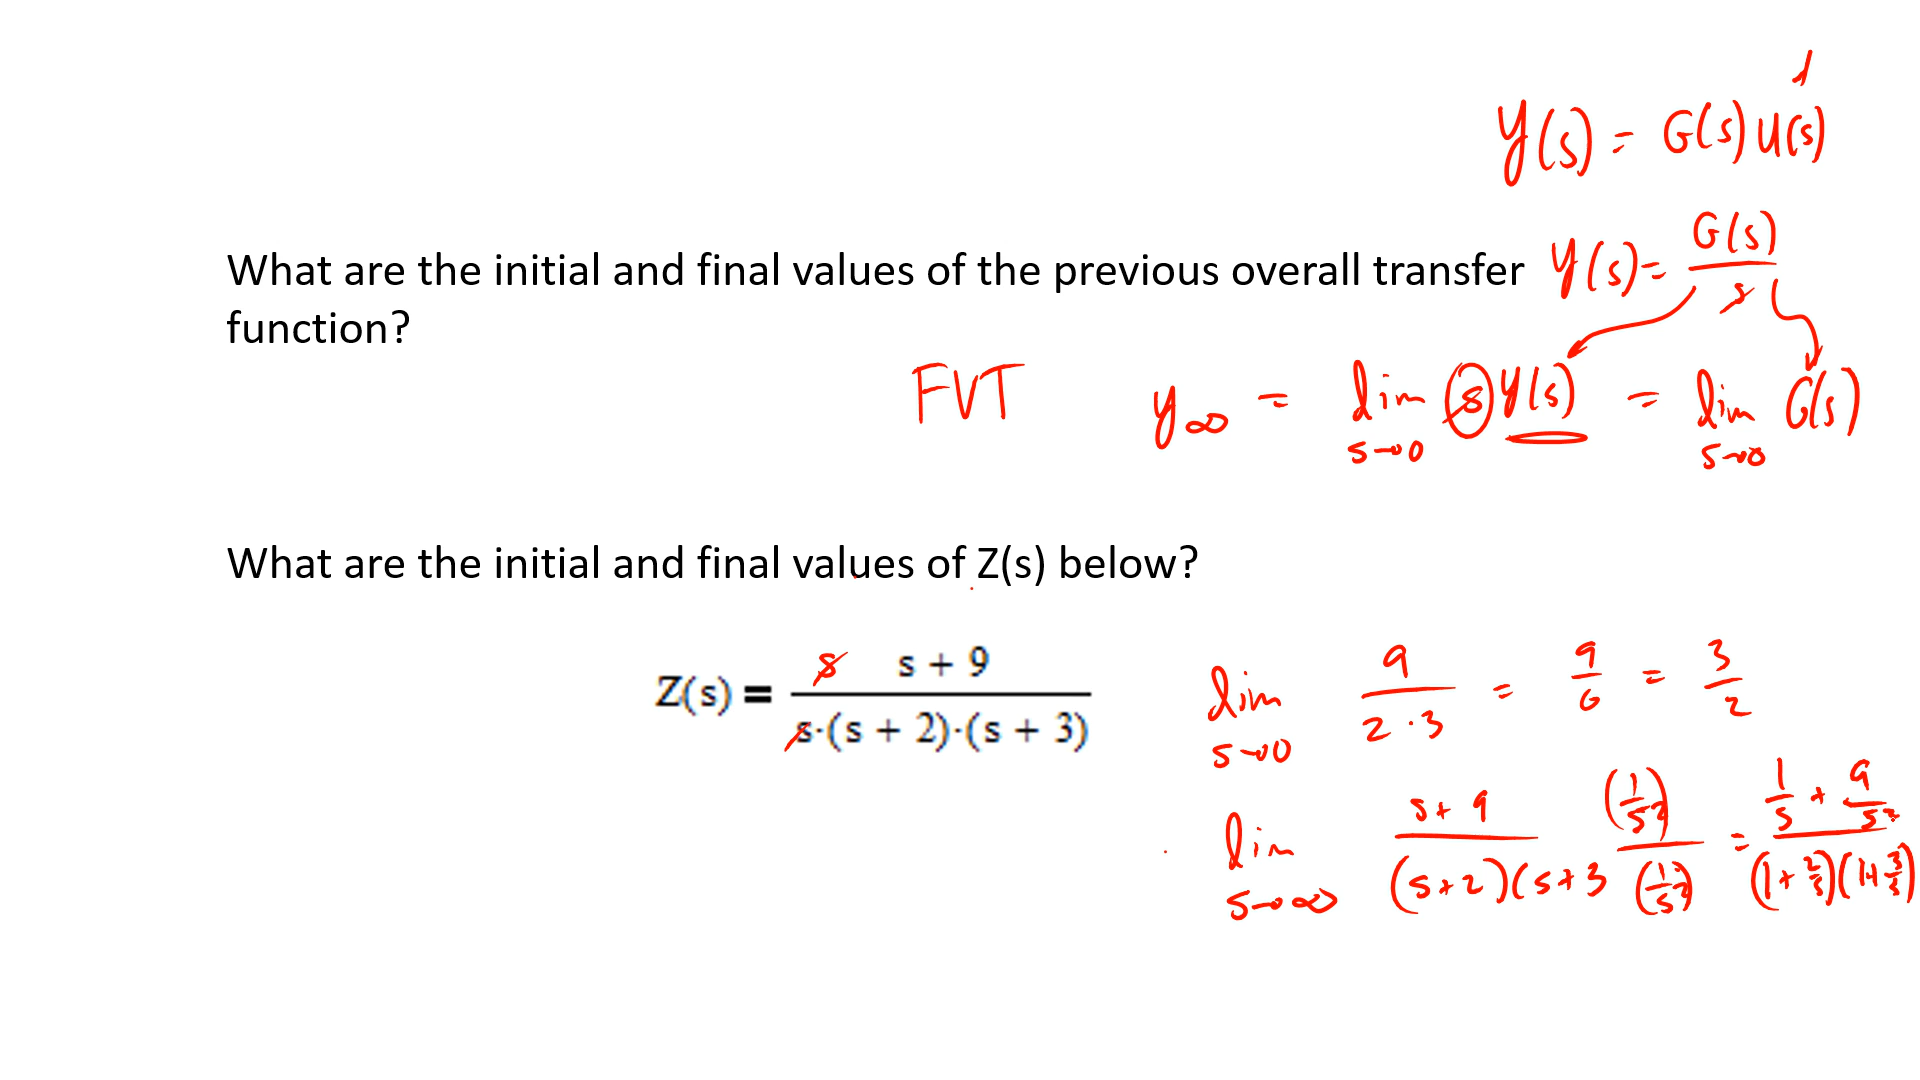 Y(s) = G(s) U(s)
What are the initial and final values of the previous overall transfer
function?
Y(s) = G(s) / s
FVT y∞ = lim s→0 s Y(s) = lim s→0 G(s)
What are the initial and final values of Z(s) below?
Z(s) = s s + 9 / s·(s + 2)·(s + 3)
lim s→0 9 / 2·3 = 9/6 = 3/2
lim s→∞ s+9 / (s+2)(s+3 (1/s²) / (1/s²) = 1/s + 9/s² / (1+2/s)(1+3/s)